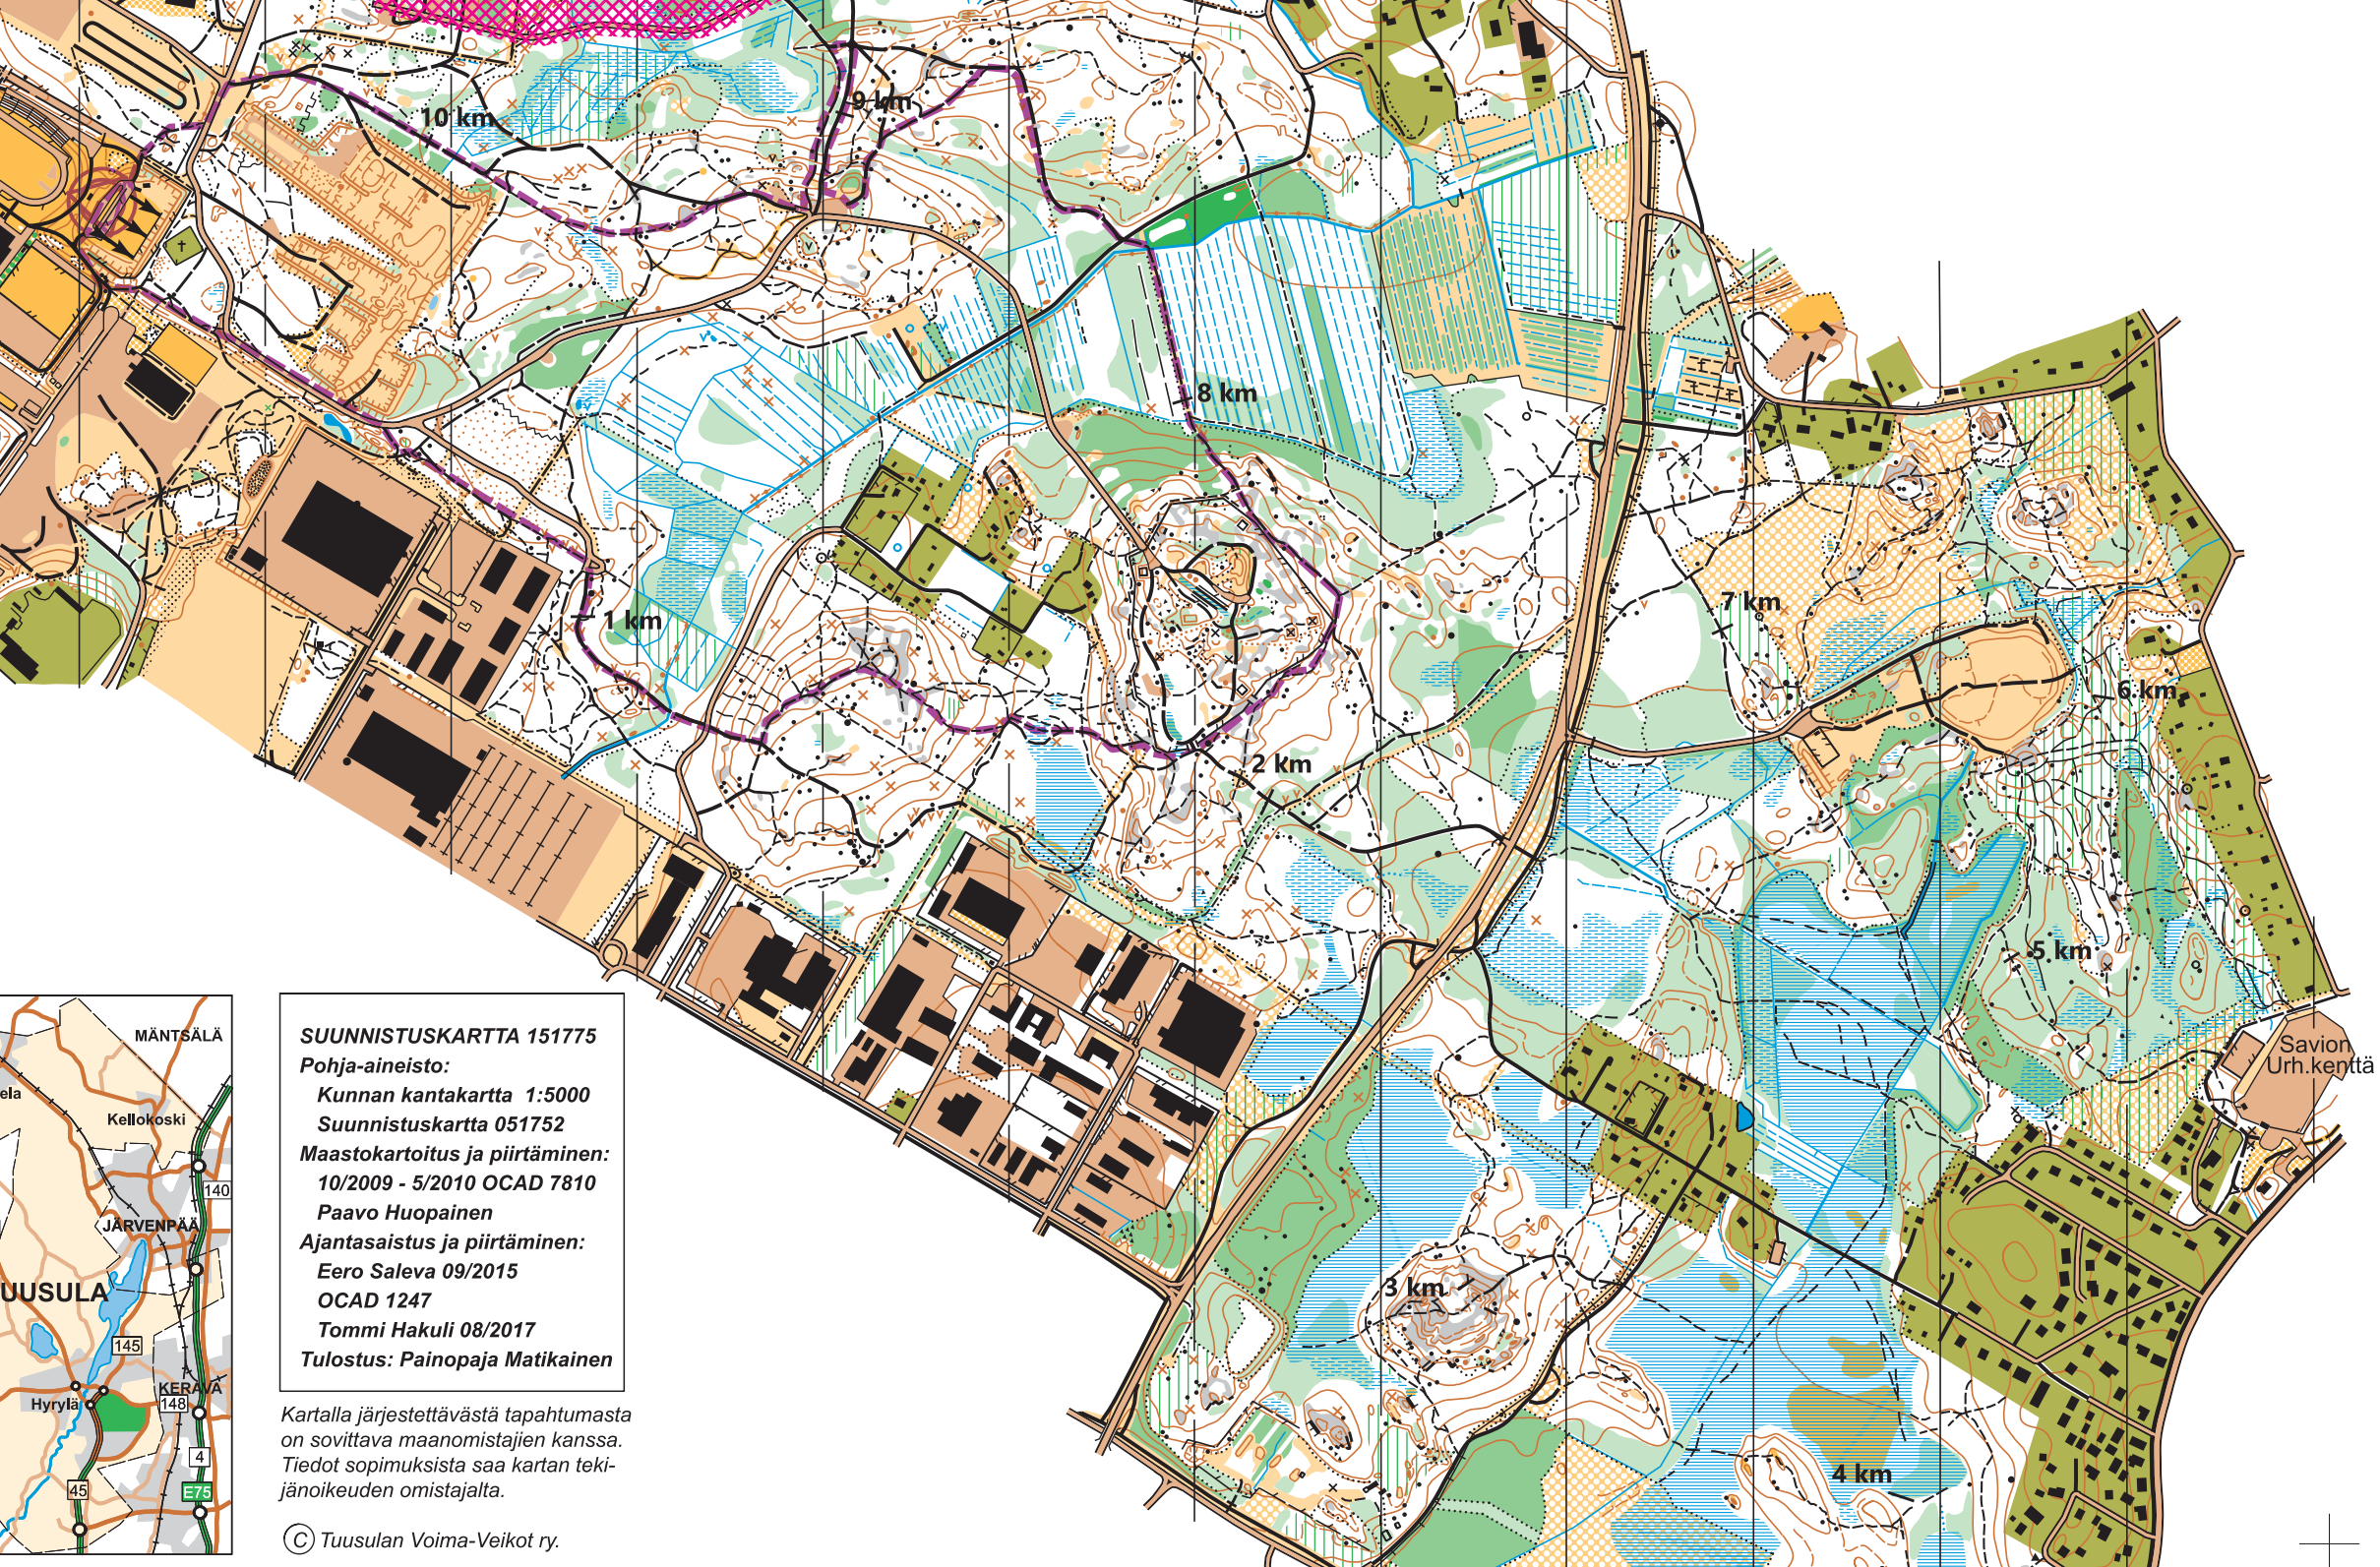 10 km
9 km
8 km
1 km
7 km
6 km
2 km
5 km
3 km
4 km
Savion
Urh.kenttä
MÄNTSÄLÄ
ela
Kellokoski
140
JÄRVENPÄÄ
UUSULA
145
KERAVA
148
Hyrylä
4
45
E75
SUUNNISTUSKARTTA 151775
Pohja-aineisto:
Kunnan kantakartta 1:5000
Suunnistuskartta 051752
Maastokartoitus ja piirtäminen:
10/2009 - 5/2010 OCAD 7810
Paavo Huopainen
Ajantasaistus ja piirtäminen:
Eero Saleva 09/2015
OCAD 1247
Tommi Hakuli 08/2017
Tulostus: Painopaja Matikainen
Kartalla järjestettävästä tapahtumasta
on sovittava maanomistajien kanssa.
Tiedot sopimuksista saa kartan teki-
jänoikeuden omistajalta.
(C) Tuusulan Voima-Veikot ry.